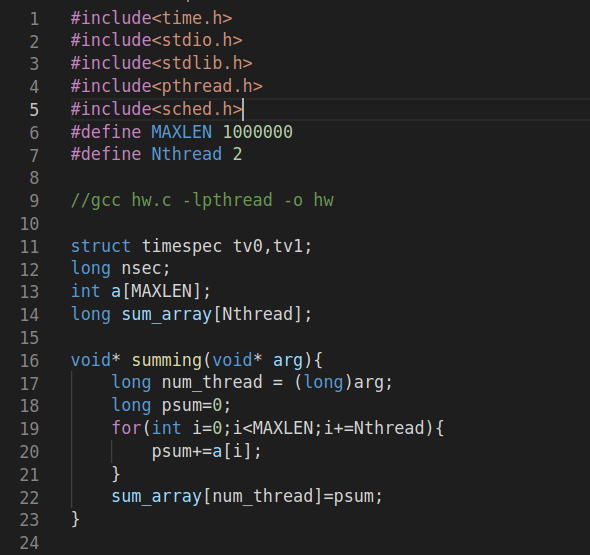 1 #include<time.h>
2 #include<stdio.h>
3 #include<stdlib.h>
4 #include<pthread.h>
5 #include<sched.h>
6 #define MAXLEN 1000000
7 #define Nthread 2
8
9 //gcc hw.c -lpthread -o hw
10
11 struct timespec tv0,tv1;
12 long nsec;
13 int a[MAXLEN];
14 long sum_array[Nthread];
15
16 void* summing(void* arg){
17     long num_thread = (long)arg;
18     long psum=0;
19     for(int i=0;i<MAXLEN;i+=Nthread){
20         psum+=a[i];
21     }
22     sum_array[num_thread]=psum;
23 }
24